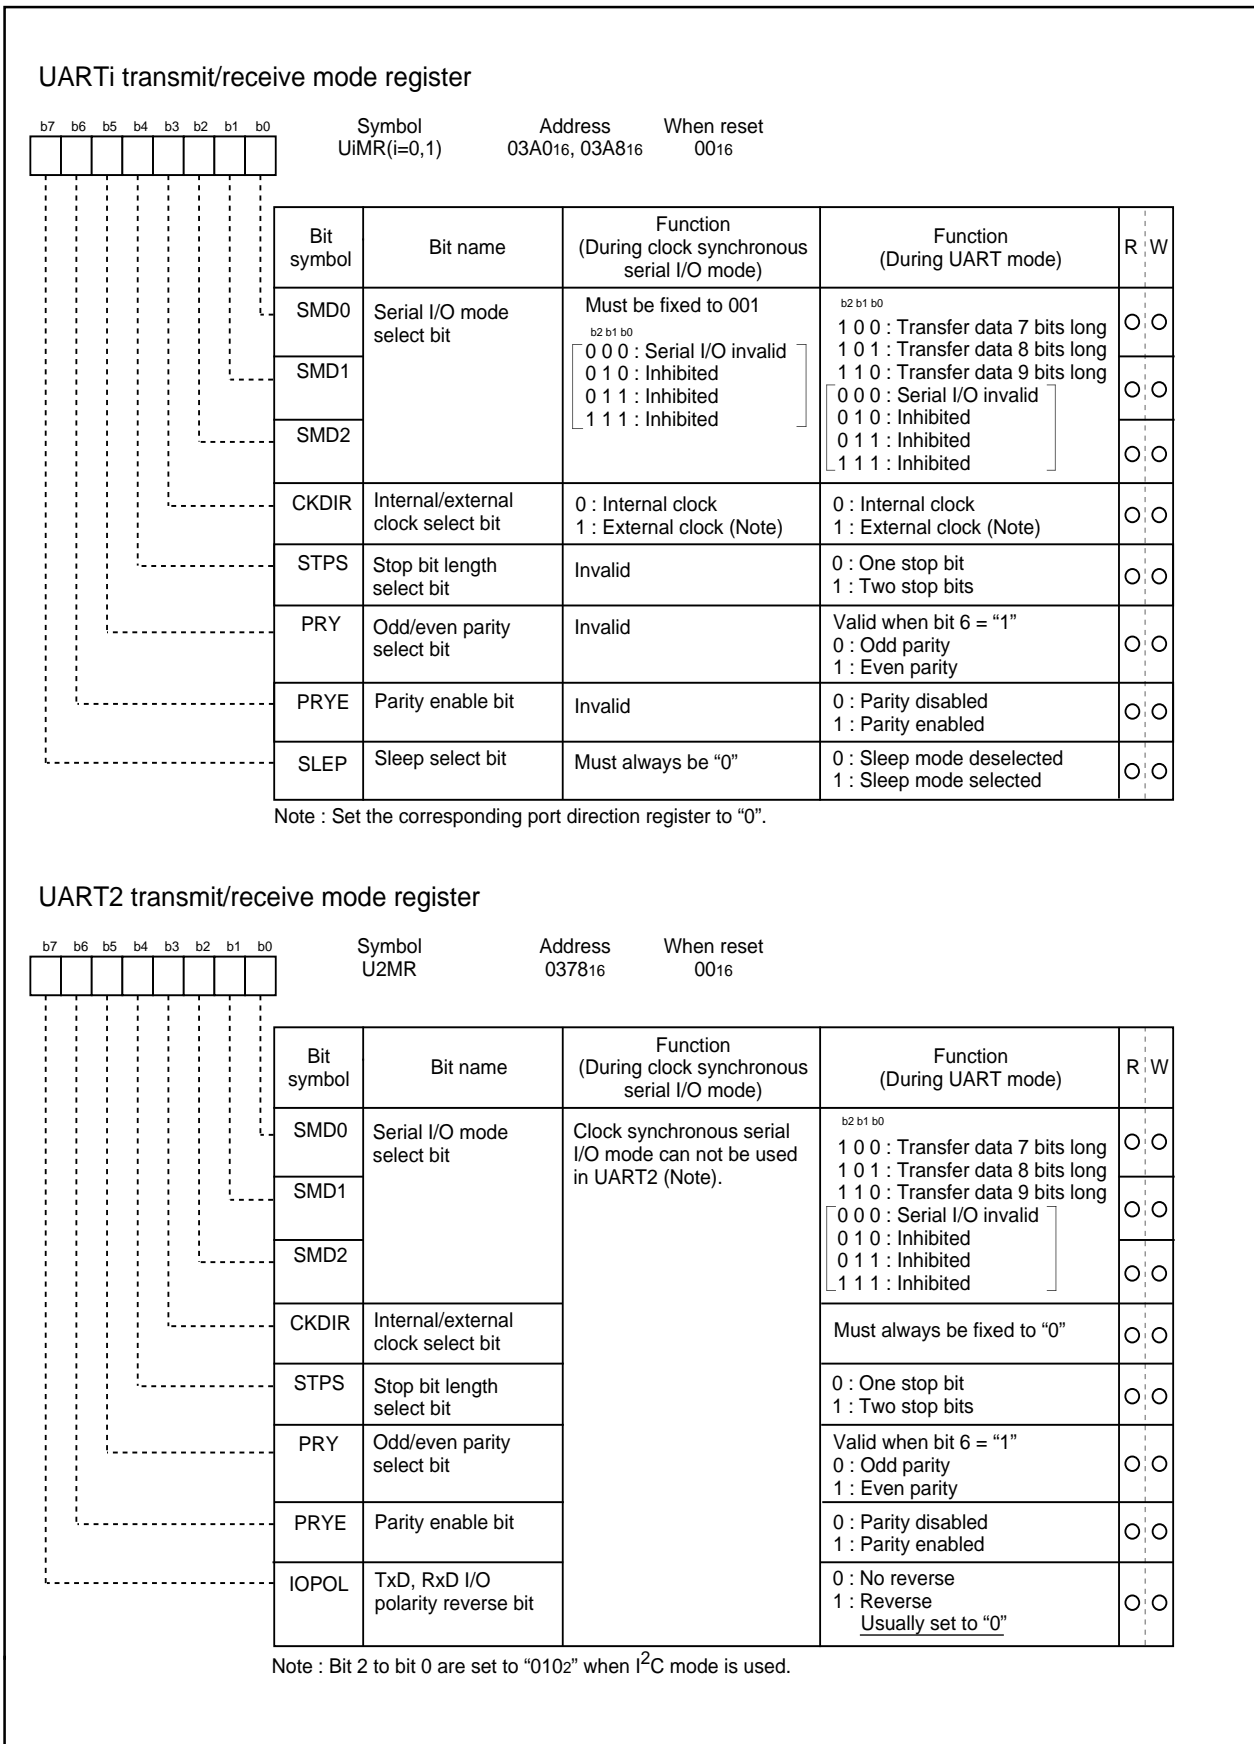 UARTi transmit/receive mode register
b7 b6 b5 b4 b3 b2 b1 b0
Symbol Address When reset
UiMR(i=0,1) 03A016, 03A816 0016
Bit symbol Bit name Function (During clock synchronous serial I/O mode) Function (During UART mode) R W
SMD0 Serial I/O mode select bit
SMD1
SMD2
Must be fixed to 001
b2 b1 b0
0 0 0 : Serial I/O invalid
0 1 0 : Inhibited
0 1 1 : Inhibited
1 1 1 : Inhibited
b2 b1 b0
1 0 0 : Transfer data 7 bits long
1 0 1 : Transfer data 8 bits long
1 1 0 : Transfer data 9 bits long
0 0 0 : Serial I/O invalid
0 1 0 : Inhibited
0 1 1 : Inhibited
1 1 1 : Inhibited
CKDIR
Internal/external
clock select bit
0 : Internal clock
1 : External clock (Note)
0 : Internal clock
1 : External clock (Note)
STPS
Stop bit length
select bit
Invalid
0 : One stop bit
1 : Two stop bits
PRY
Odd/even parity
select bit
Invalid
Valid when bit 6 = “1”
0 : Odd parity
1 : Even parity
PRYE
Parity enable bit
Invalid
0 : Parity disabled
1 : Parity enabled
SLEP
Sleep select bit
Must always be “0”
0 : Sleep mode deselected
1 : Sleep mode selected
Note : Set the corresponding port direction register to “0”.
UART2 transmit/receive mode register
b7 b6 b5 b4 b3 b2 b1 b0
Symbol Address When reset
U2MR 037816 0016
Bit symbol Bit name Function (During clock synchronous serial I/O mode) Function (During UART mode) R W
SMD0 Serial I/O mode select bit
SMD1
SMD2
Clock synchronous serial
I/O mode can not be used
in UART2 (Note).
b2 b1 b0
1 0 0 : Transfer data 7 bits long
1 0 1 : Transfer data 8 bits long
1 1 0 : Transfer data 9 bits long
0 0 0 : Serial I/O invalid
0 1 0 : Inhibited
0 1 1 : Inhibited
1 1 1 : Inhibited
CKDIR
Internal/external
clock select bit
Must always be fixed to “0”
STPS
Stop bit length
select bit
0 : One stop bit
1 : Two stop bits
PRY
Odd/even parity
select bit
Valid when bit 6 = “1”
0 : Odd parity
1 : Even parity
PRYE
Parity enable bit
0 : Parity disabled
1 : Parity enabled
IOPOL
TxD, RxD I/O
polarity reverse bit
0 : No reverse
1 : Reverse
Usually set to “0”
Note : Bit 2 to bit 0 are set to “0102” when I2C mode is used.